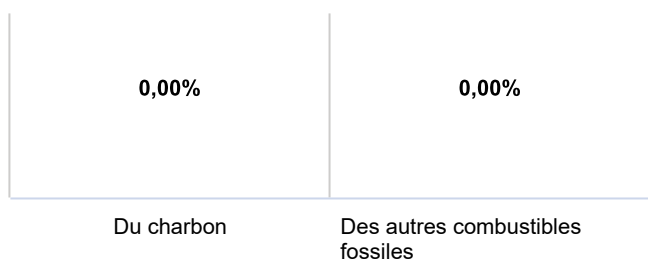 0,00% 0,00%
Du charbon Des autres combustibles
fossiles